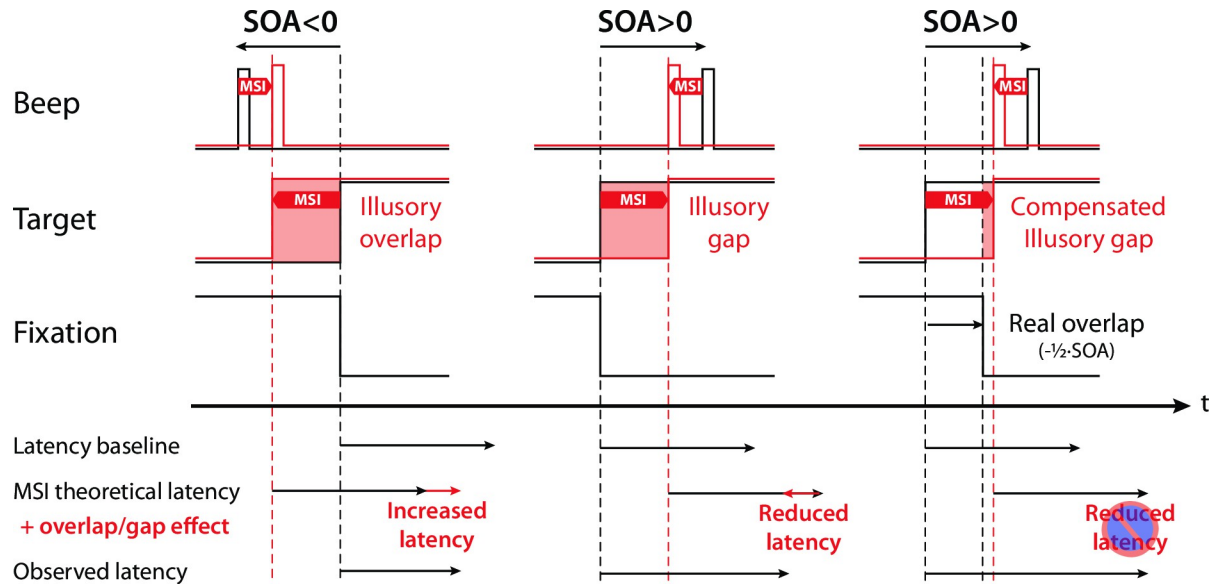 SOA<0
SOA>0
SOA>0
Beep
MSI
MSI
MSI
Target
MSI
Illusory
overlap
MSI
Illusory
gap
MSI
Compensated
Illusory gap
Fixation
Real overlap
(-½·SOA)
t
Latency baseline
MSI theoretical latency
+ overlap/gap effect
Increased
latency
Reduced
latency
Reduced
latency
Observed latency